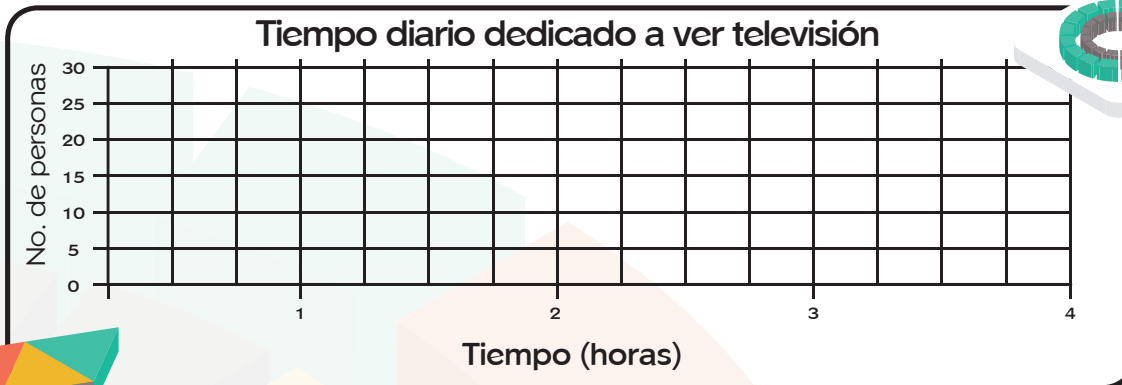 Tiempo diario dedicado a ver televisión
No. de personas
30
25
20
15
10
5
0
1 2 3 4
Tiempo (horas)